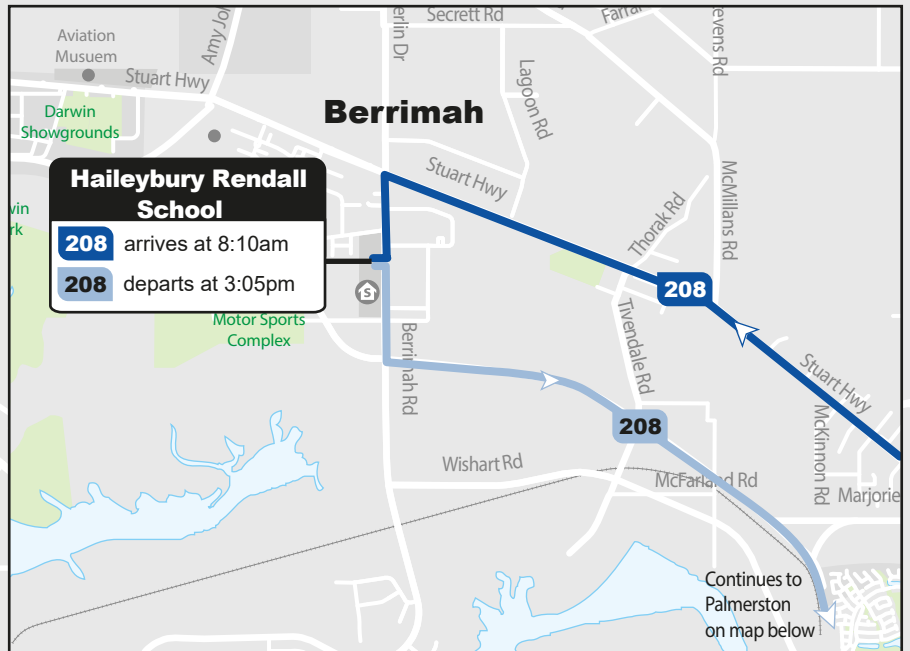 Secrett Rd
Aviation
Musuem
Stuart Hwy
Darwin
Showgrounds
Berrimah
Lagoon Rd
Stuart Hwy
McMillans Rd
Thorak Rd
Haileybury Rendall
School
208 arrives at 8:10am
208 departs at 3:05pm
208
S
Motor Sports
Complex
Berrimah Rd
Tivendale Rd
Stuart Hwy
208
McKinnon Rd
Wishart Rd
McFarland Rd
Marjorie
Continues to
Palmerston
on map below